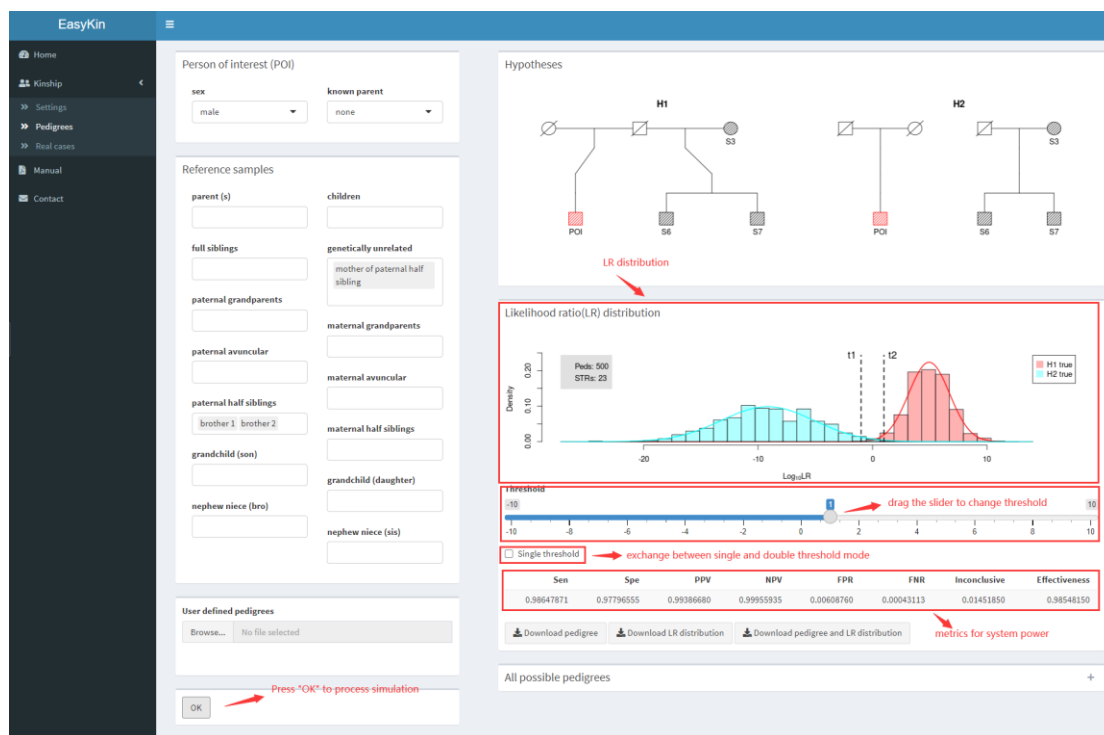 EasyKin
Home
Kinship
Settings
Pedigrees
Real cases
Manual
Contact
Person of interest (POI)
sex
known parent
male
none
Reference samples
parent (s)
children
full siblings
genetically unrelated
mother of paternal half
sibling
paternal grandparents
maternal grandparents
paternal avuncular
maternal avuncular
paternal half siblings
brother 1 brother 2
maternal half siblings
grandchild (son)
grandchild (daughter)
nephew niece (bro)
nephew niece (sis)
User defined pedigrees
Browse... No file selected
Press "OK" to process simulation
OK
Hypotheses
H1
H2
S3
S3
POI
S6
S7
POI
S6
S7
LR distribution
Likelihood ratio(LR) distribution
Peds: 500
STRs: 23
t1
t2
H1 true
H2 true
Density
0.00 0.10 0.20
-20 -10 0 10
Log₁₀LR
Threshold
-10 1 10
-10 -8 -6 -4 -2 0 2 4 6 8 10
drag the slider to change threshold
Single threshold
exchange between single and double threshold mode
Sen Spe PPV NPV FPR FNR Inconclusive Effectiveness
0.98647871 0.97796555 0.99386680 0.99955935 0.00608760 0.00043113 0.01451850 0.98548150
Download pedigree Download LR distribution Download pedigree and LR distribution
metrics for system power
All possible pedigrees +